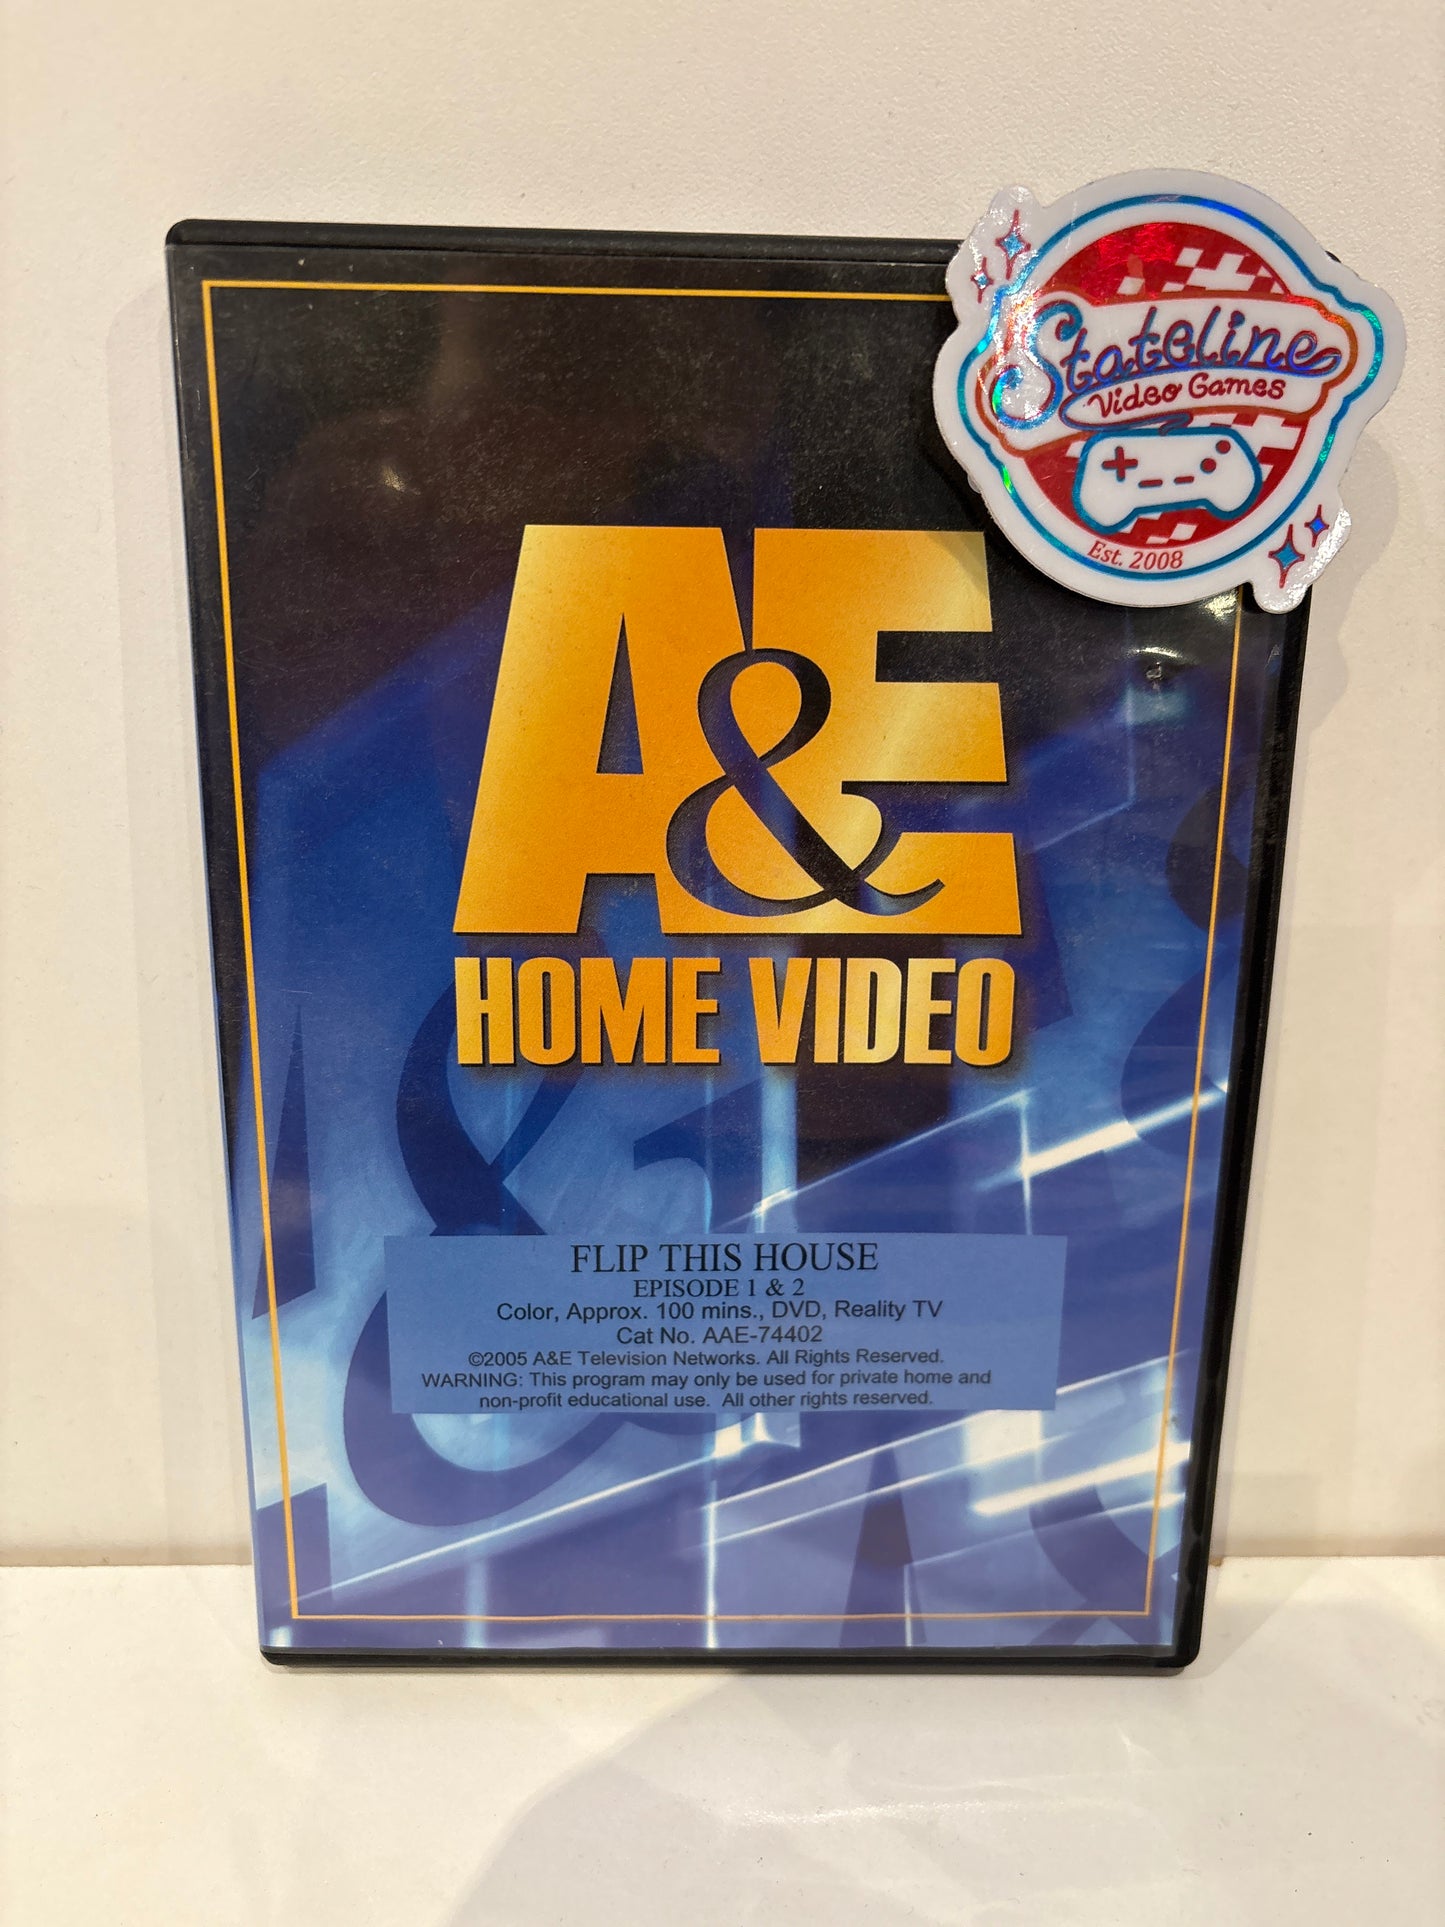 Stateline
Video Games
Est. 2008
A&E
HOME VIDEO
FLIP THIS HOUSE
EPISODE 1 & 2
Color, Approx. 100 mins., DVD, Reality TV
Cat No. AAE-74402
©2005 A&E Television Networks. All Rights Reserved.
WARNING: This program may only be used for private home and
non-profit educational use. All other rights reserved.